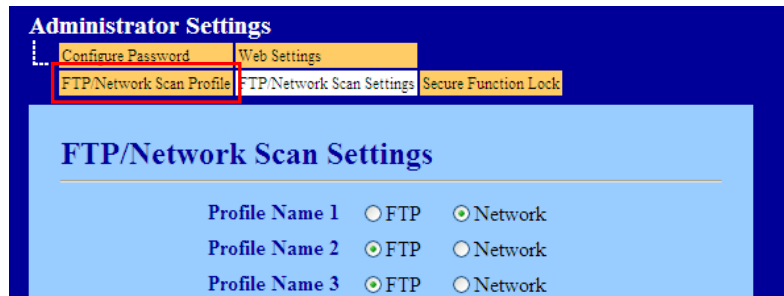 Administrator Settings
Configure Password Web Settings
FTP/Network Scan Profile FTP/Network Scan Settings Secure Function Lock
FTP/Network Scan Settings
Profile Name 1 FTP Network
Profile Name 2 FTP Network
Profile Name 3 FTP Network